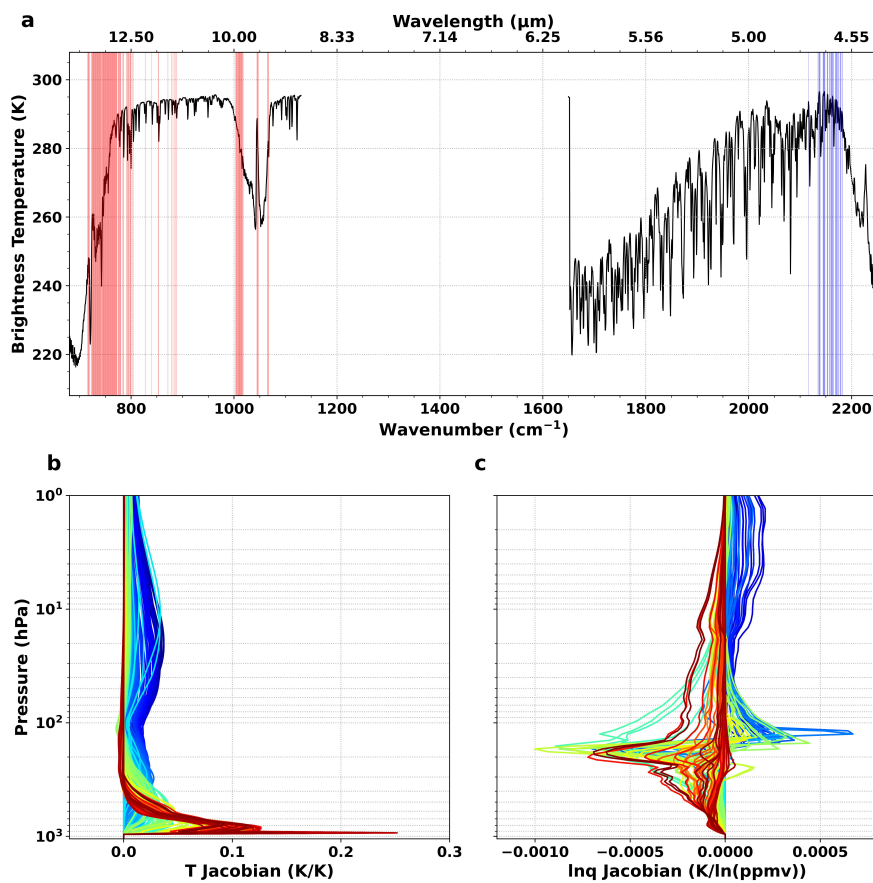 a
Wavelength (μm)
12.50 10.00 8.33 7.14 6.25 5.56 5.00 4.55
Brightness Temperature (K)
300
280
260
240
220
800 1000 1200 1400 1600 1800 2000 2200
Wavenumber (cm⁻¹)
b
c
Pressure (hPa)
10⁰
10¹
10²
10³
0.0 0.1 0.2 0.3
T Jacobian (K/K)
−0.0010 −0.0005 0.0000 0.0005
lnq Jacobian (K/ln(ppmv))